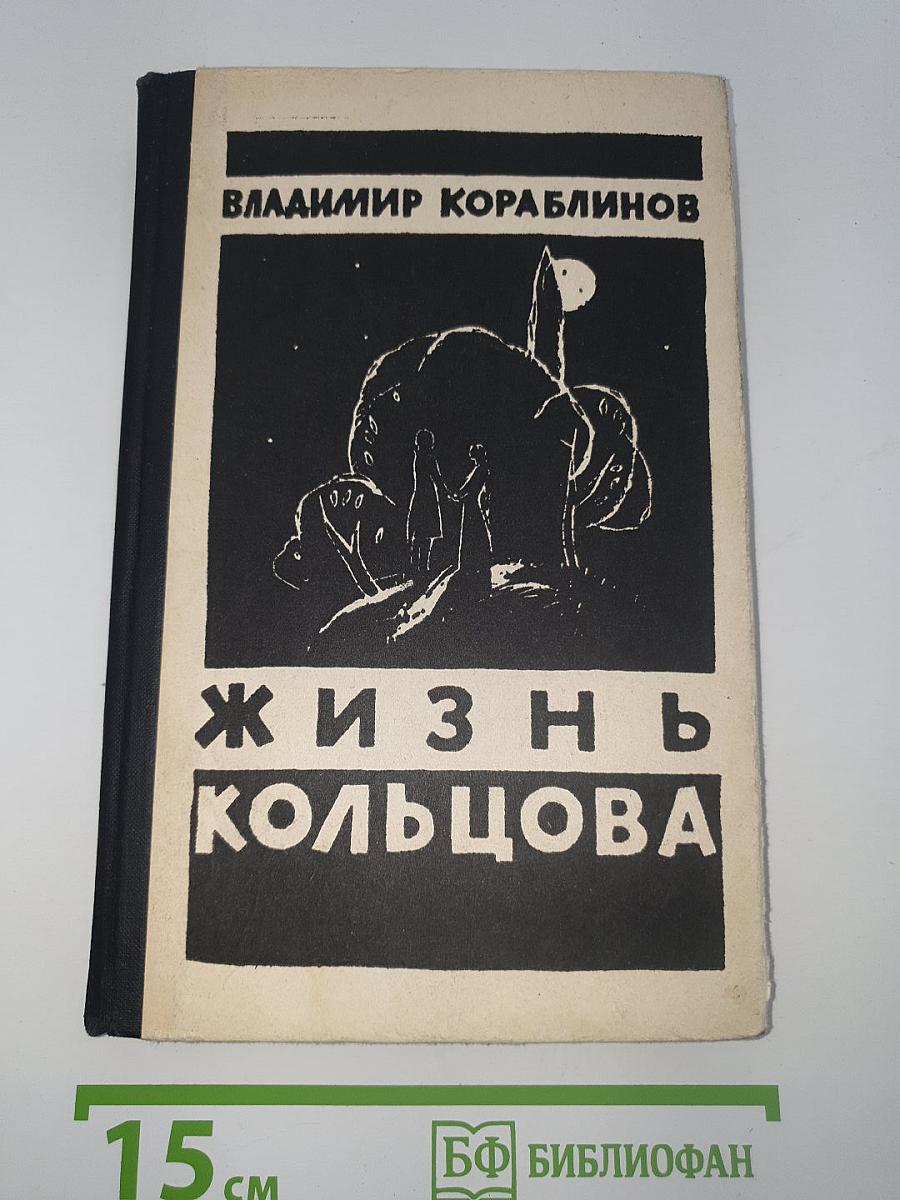 ВЛАДИМИР КОРАБЛИНОВ
ЖИЗНЬ
КОЛЬЦОВА
15 см
БФ БИБЛИОФАН